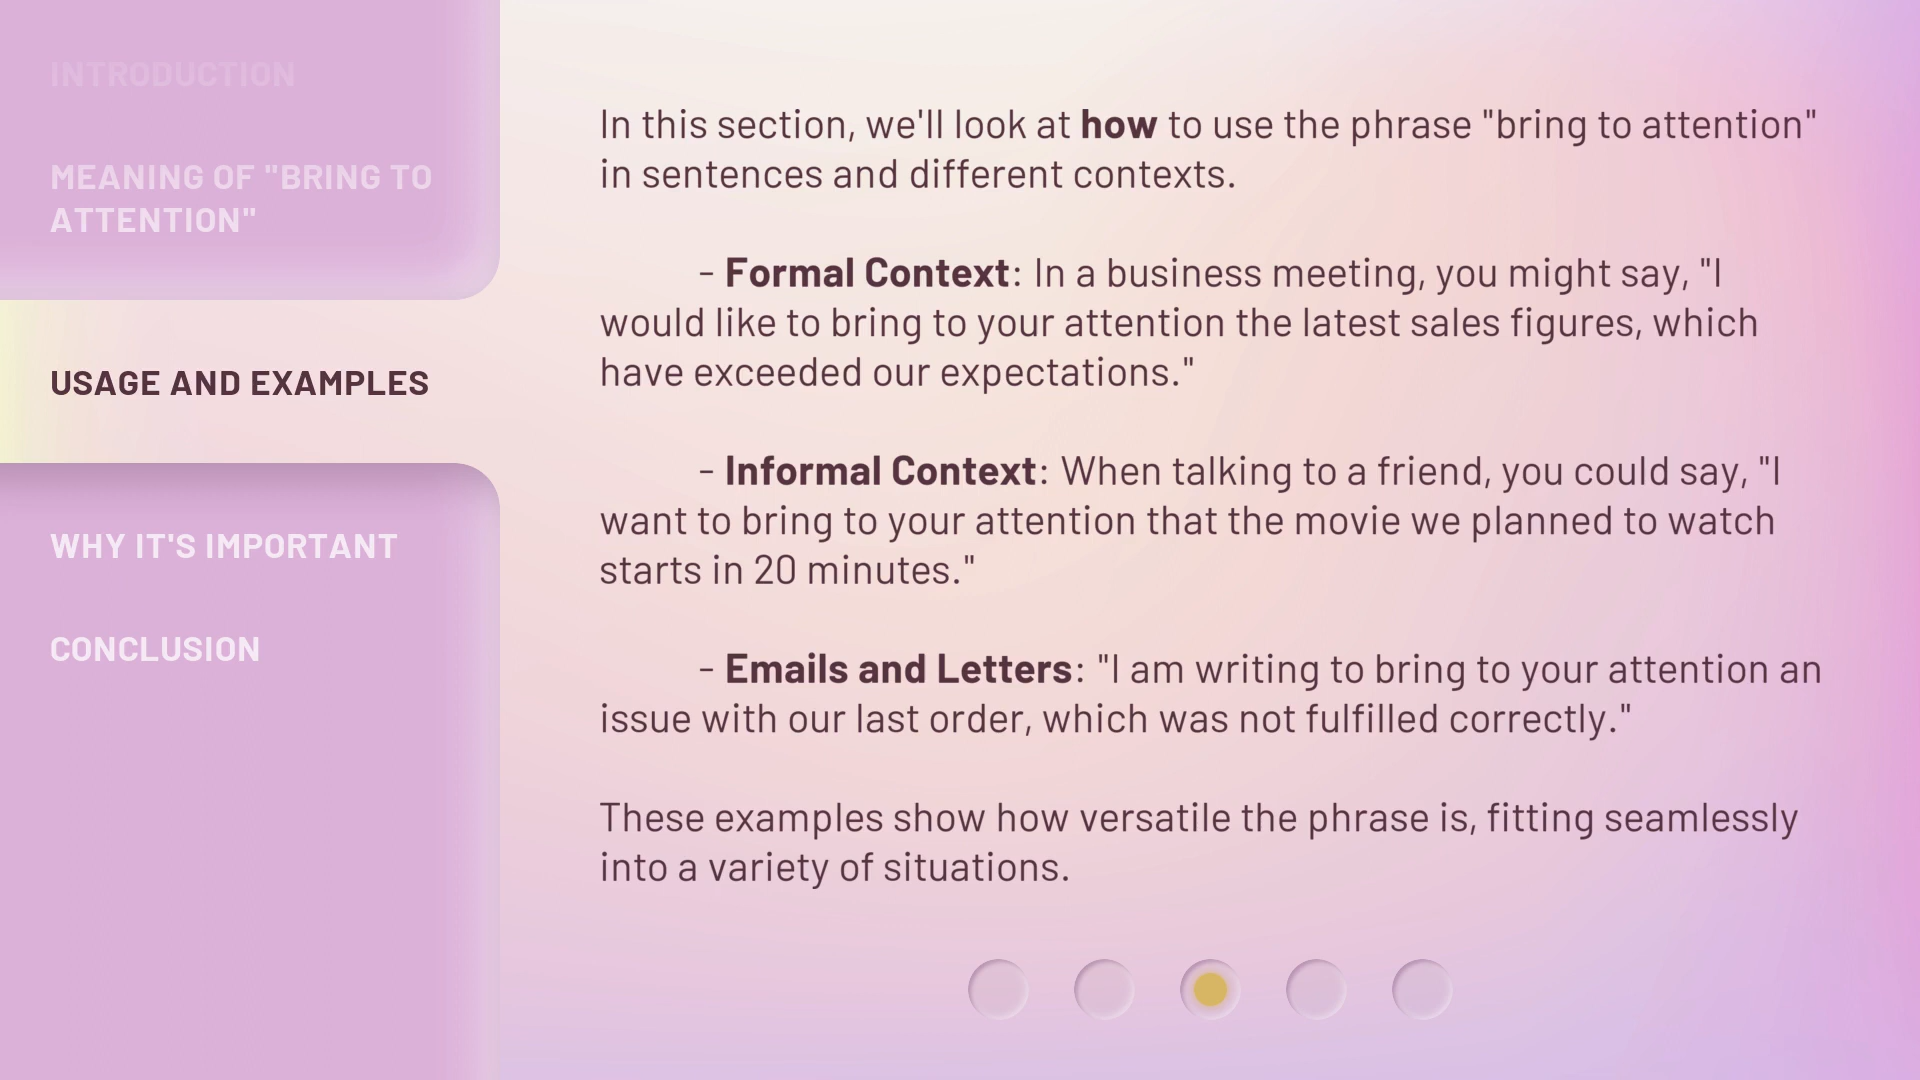 INTRODUCTION
MEANING OF "BRING TO
ATTENTION"
USAGE AND EXAMPLES
WHY IT'S IMPORTANT
CONCLUSION
In this section, we'll look at how to use the phrase "bring to attention"
in sentences and different contexts.
- Formal Context: In a business meeting, you might say, "I
would like to bring to your attention the latest sales figures, which
have exceeded our expectations."
- Informal Context: When talking to a friend, you could say, "I
want to bring to your attention that the movie we planned to watch
starts in 20 minutes."
- Emails and Letters: "I am writing to bring to your attention an
issue with our last order, which was not fulfilled correctly."
These examples show how versatile the phrase is, fitting seamlessly
into a variety of situations.